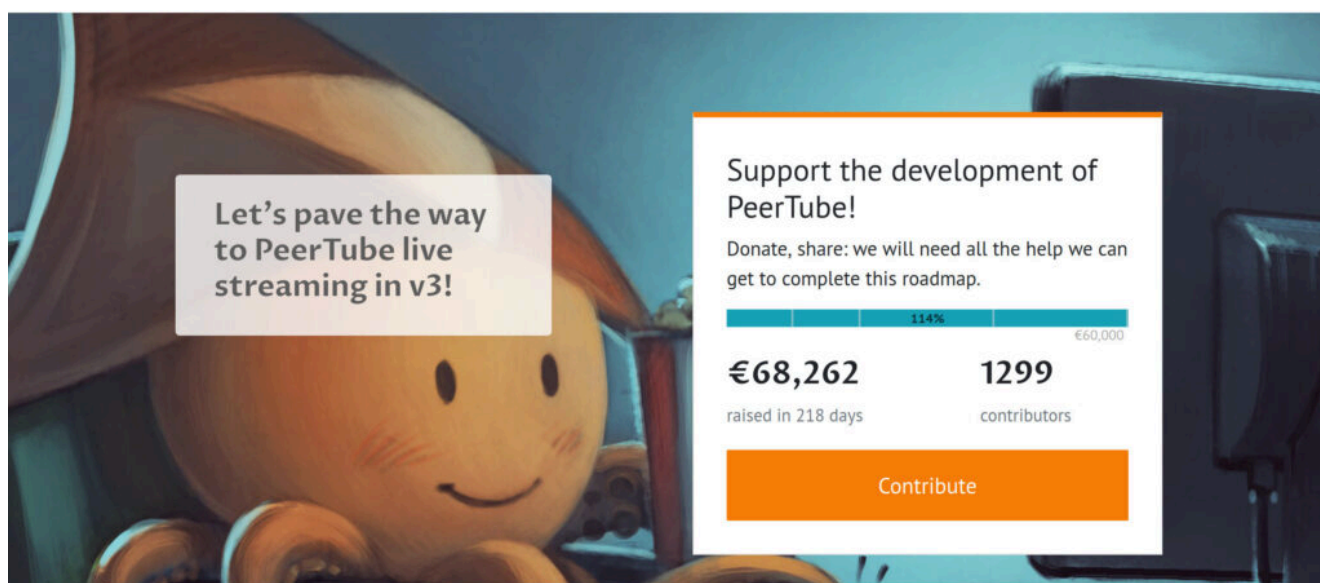 Let's pave the way
to PeerTube live
streaming in v3!
Support the development of
PeerTube!
Donate, share: we will need all the help we can
get to complete this roadmap.
114%
€60,000
€68,262
1299
raised in 218 days
contributors
Contribute